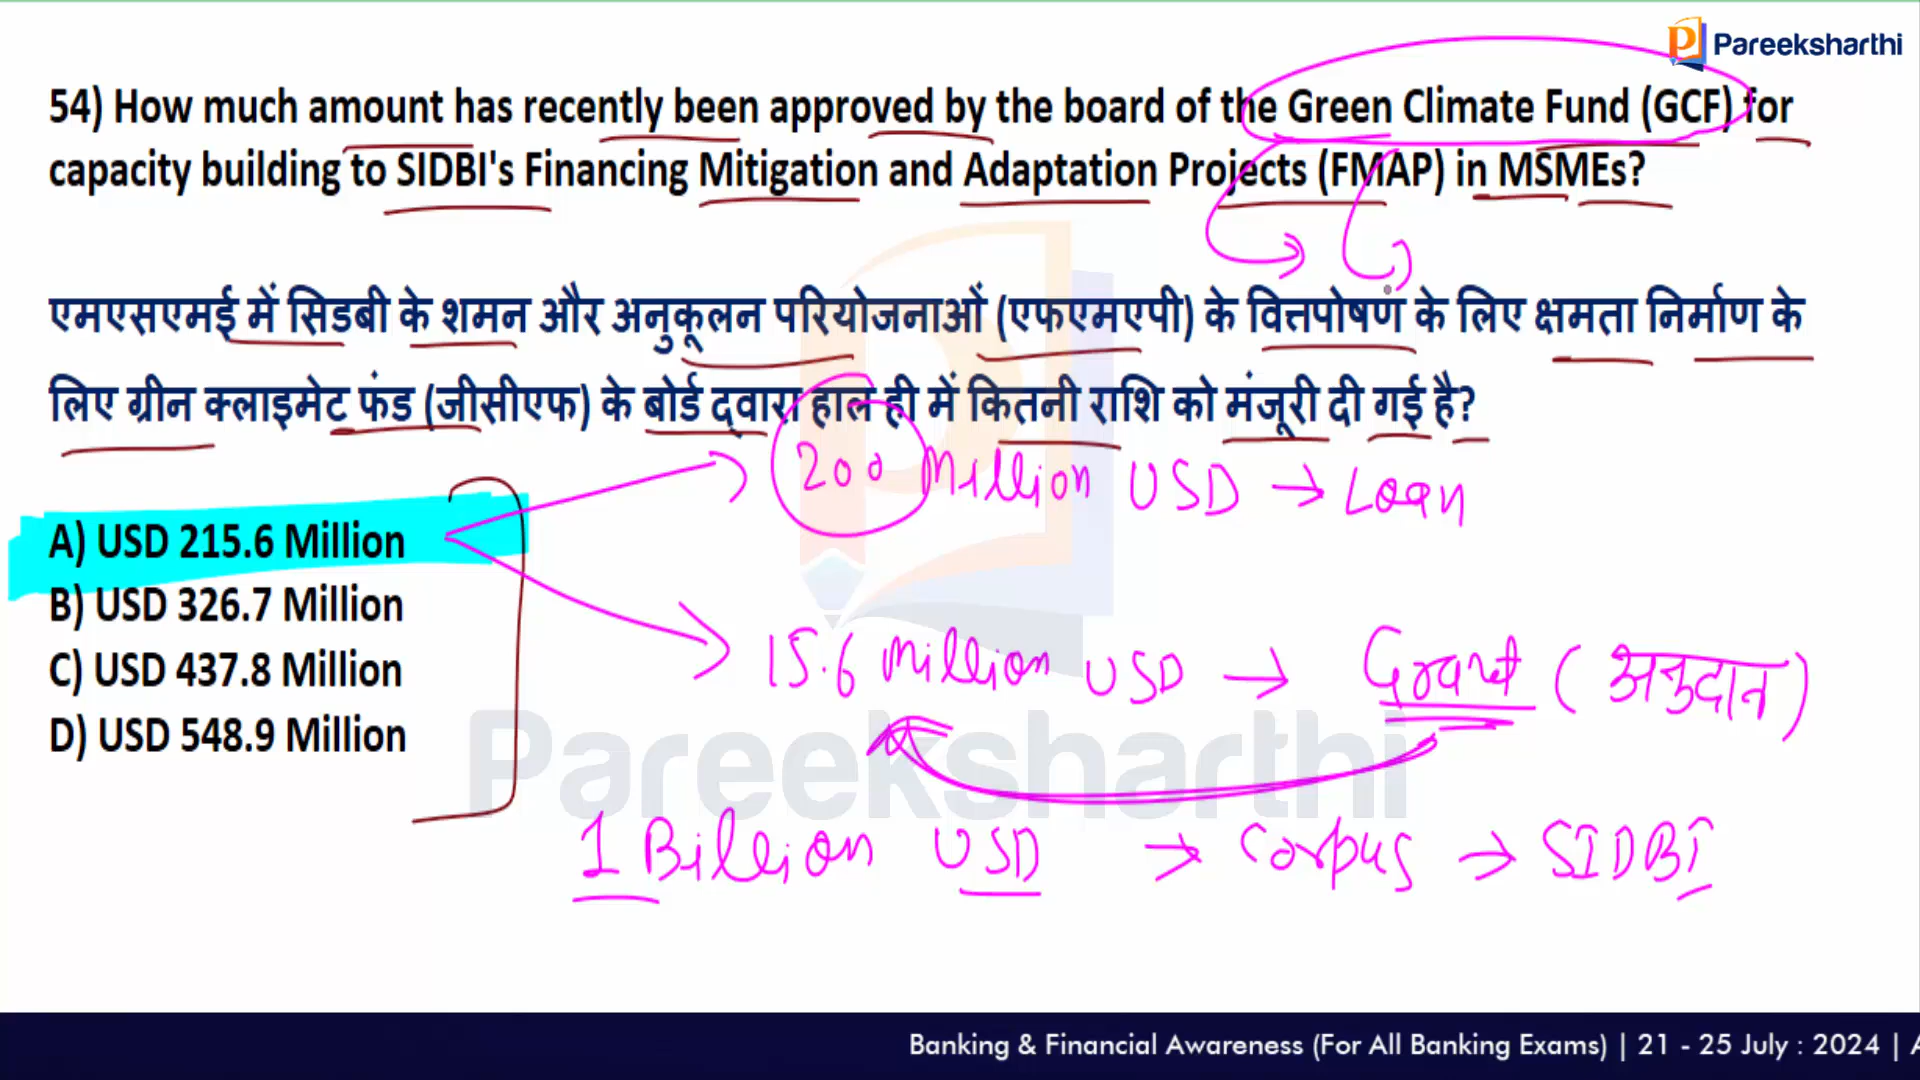 Pareeksharthi
54) How much amount has recently been approved by the board of the Green Climate Fund (GCF) for
capacity building to SIDBI's Financing Mitigation and Adaptation Projects (FMAP) in MSMEs?
एमएसएमई में सिडबी के शमन और अनुकूलन परियोजनाओं (एफएमएपी) के वित्तपोषण के लिए क्षमता निर्माण के
लिए ग्रीन क्लाइमेट फंड (जीसीएफ) के बोर्ड द्वारा हाल ही में कितनी राशि को मंजूरी दी गई है?
200 Million USD → Loan
A) USD 215.6 Million
B) USD 326.7 Million
C) USD 437.8 Million
D) USD 548.9 Million
15.6 Million USD → Grant (अनुदान)
Pareeksharthi
1 Billion USD → Corpus → SIDBI
Banking & Financial Awareness (For All Banking Exams) | 21 - 25 July : 2024 |